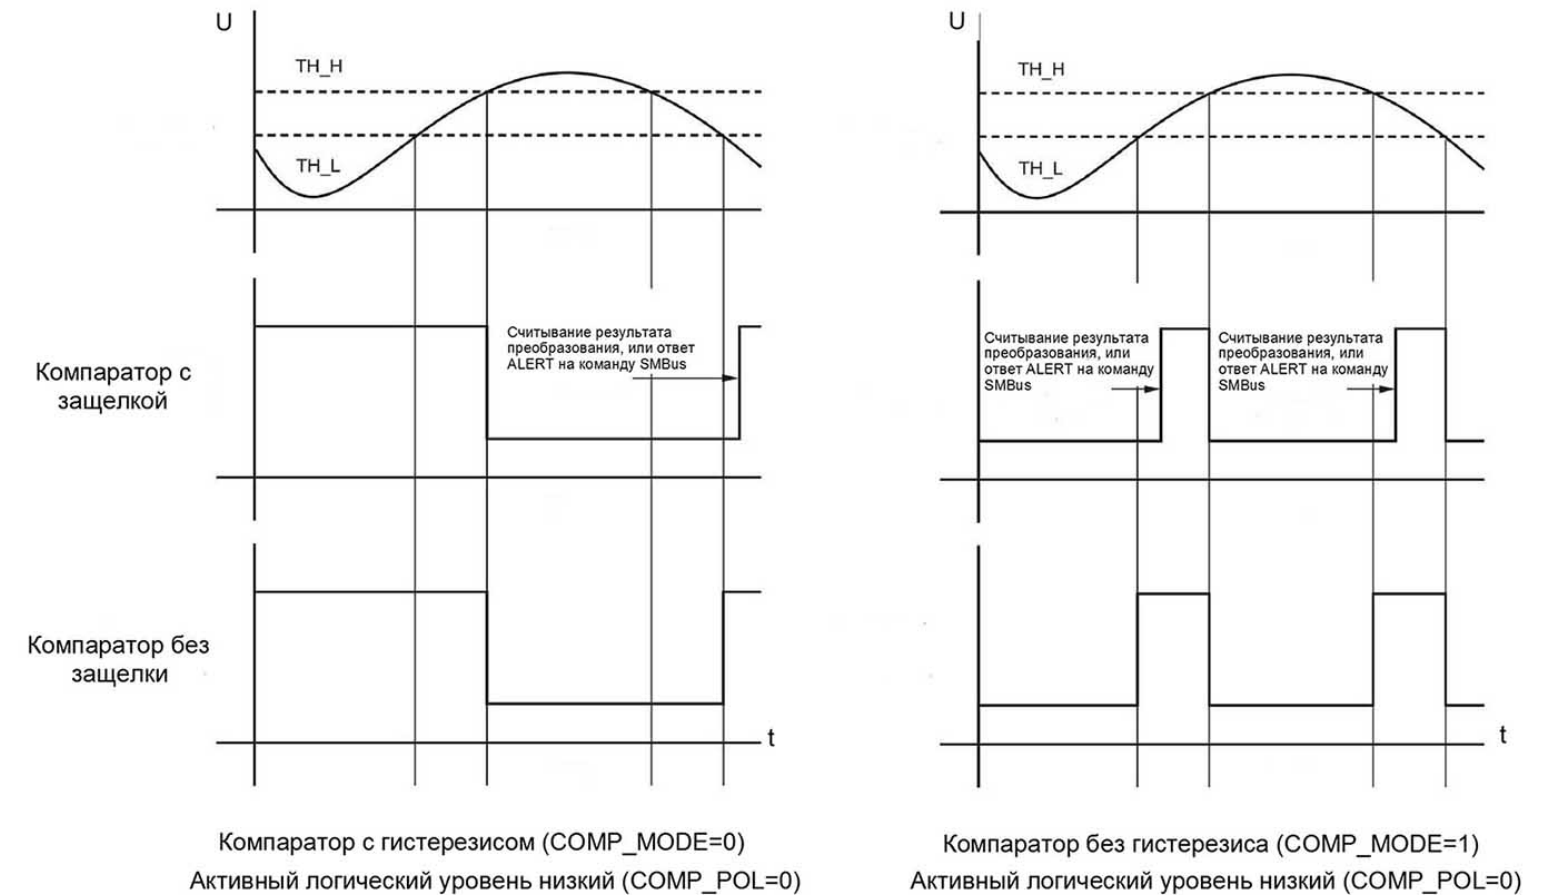 U
TH_H
TH_L
Считывание результата
преобразования, или ответ
ALERT на команду SMBus
Компаратор с
защелкой
Компаратор без
защелки
t
Компаратор с гистерезисом (COMP_MODE=0)
Активный логический уровень низкий (COMP_POL=0)
U
TH_H
TH_L
Считывание результата
преобразования, или
ответ ALERT на команду
SMBus
Считывание результата
преобразования, или
ответ ALERT на команду
SMBus
t
Компаратор без гистерезиса (COMP_MODE=1)
Активный логический уровень низкий (COMP_POL=0)